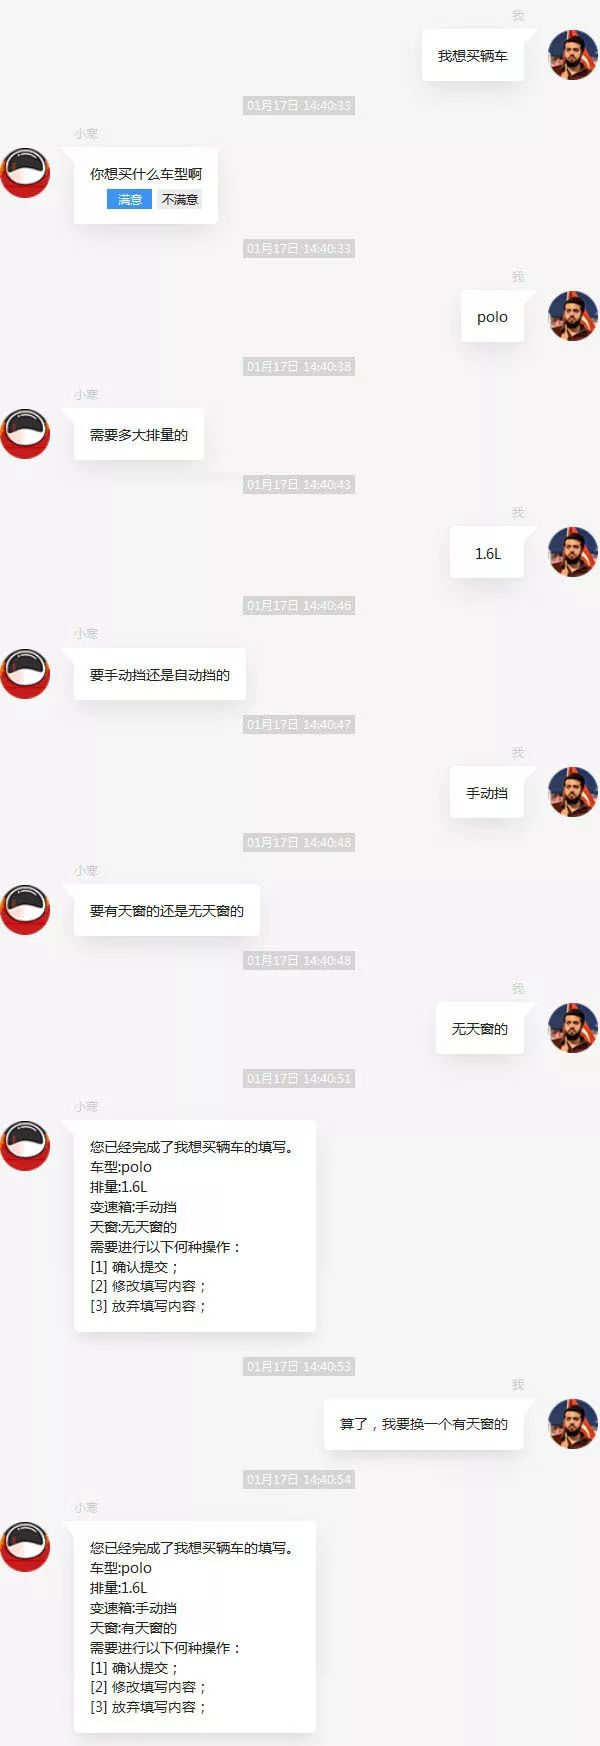 我
我想买辆车
01月17日 14:40:33
小寒
你想买什么车型啊
满意 不满意
01月17日 14:40:33
我
polo
01月17日 14:40:38
小寒
需要多大排量的
01月17日 14:40:43
我
1.6L
01月17日 14:40:46
小寒
要手动挡还是自动挡的
01月17日 14:40:47
我
手动挡
01月17日 14:40:48
小寒
要有天窗的还是无天窗的
01月17日 14:40:48
我
无天窗的
01月17日 14:40:51
小寒
您已经完成了我想买辆车的填写。
车型:polo
排量:1.6L
变速箱:手动挡
天窗:无天窗的
需要进行以下何种操作：
[1] 确认提交；
[2] 修改填写内容；
[3] 放弃填写内容；
01月17日 14:40:53
我
算了，我要换一个有天窗的
01月17日 14:40:54
小寒
您已经完成了我想买辆车的填写。
车型:polo
排量:1.6L
变速箱:手动挡
天窗:有天窗的
需要进行以下何种操作：
[1] 确认提交；
[2] 修改填写内容；
[3] 放弃填写内容；